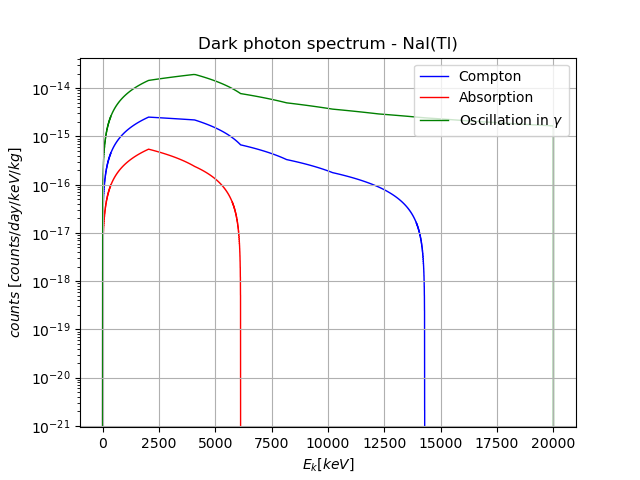 Dark photon spectrum - NaI(Tl)
Compton
Absorption
Oscillation in γ
counts [counts/day/keV/kg]
10⁻¹⁴
10⁻¹⁵
10⁻¹⁶
10⁻¹⁷
10⁻¹⁸
10⁻¹⁹
10⁻²⁰
10⁻²¹
0 2500 5000 7500 10000 12500 15000 17500 20000
E_k[keV]